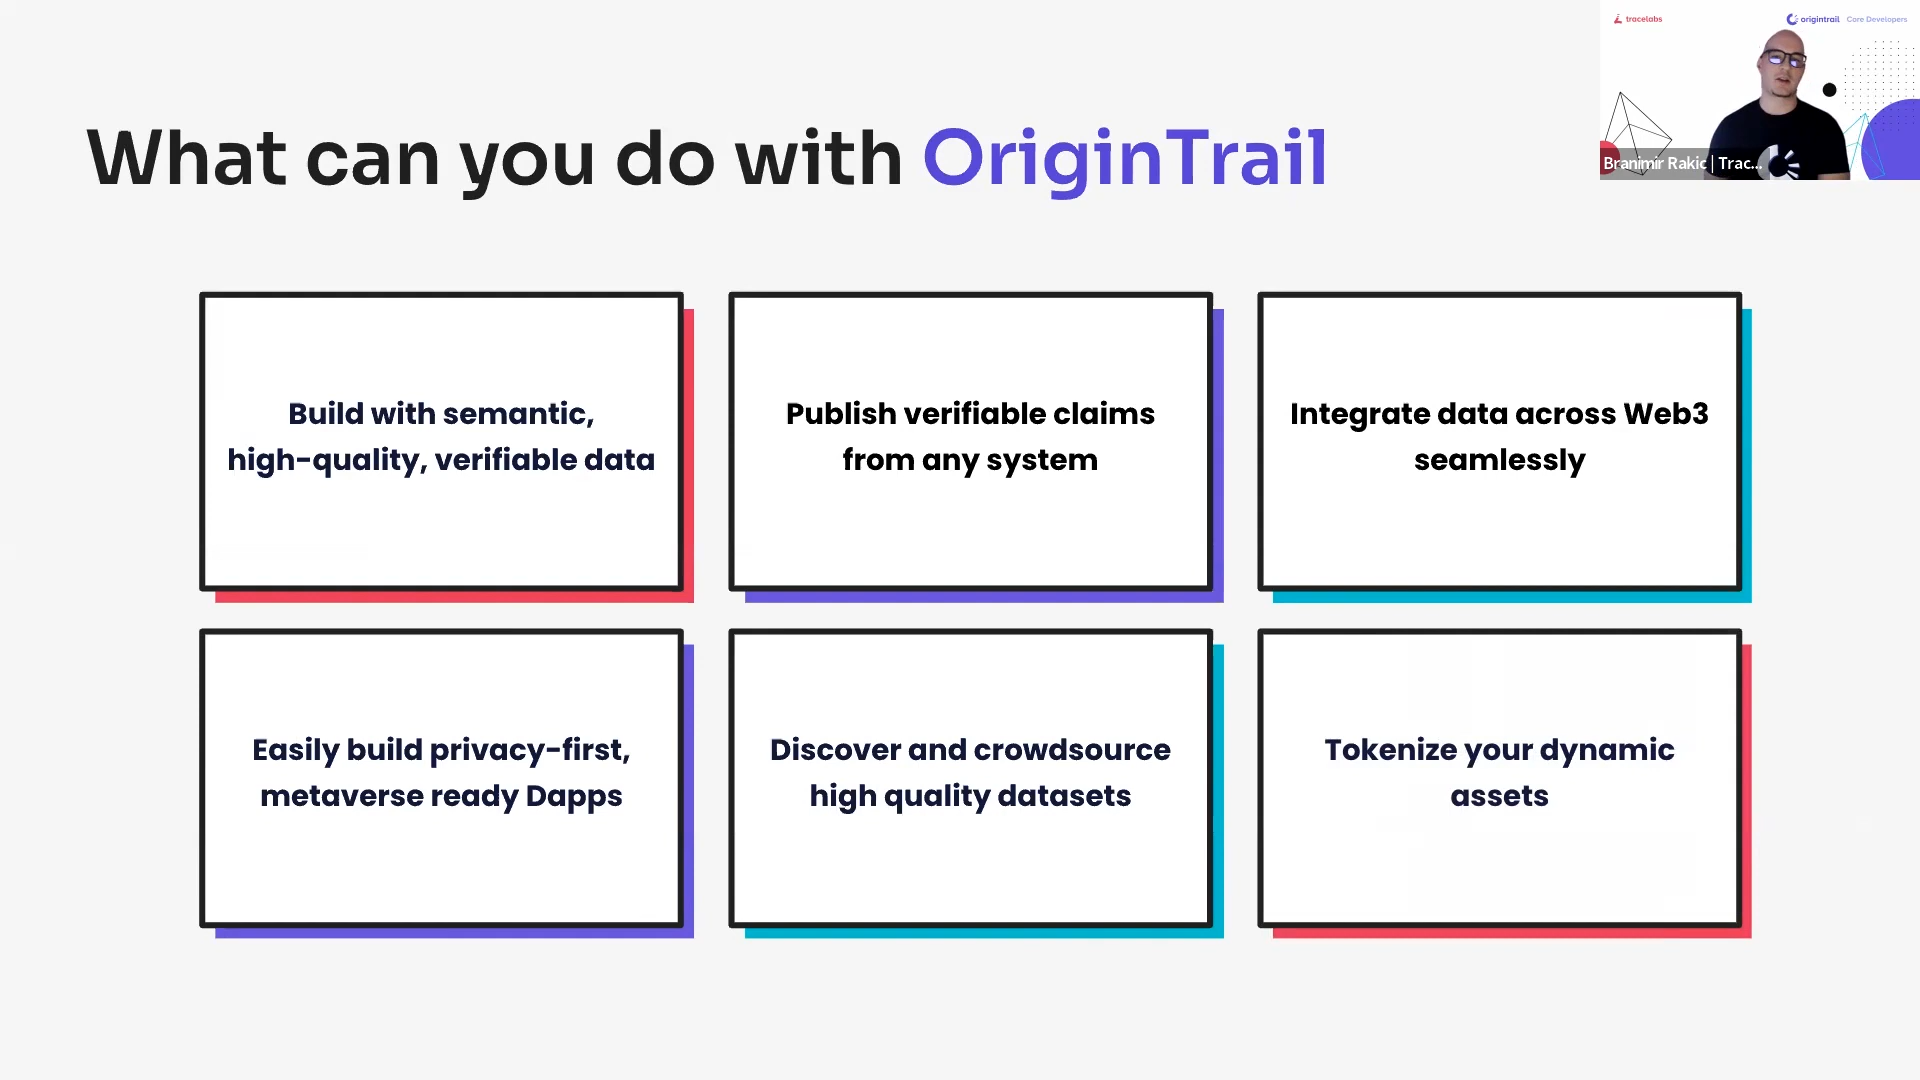 tracelabs
origintrail Core Developers
Branimir Rakic | Trac...
What can you do with OriginTrail
Build with semantic,
high-quality, verifiable data
Publish verifiable claims
from any system
Integrate data across Web3
seamlessly
Easily build privacy-first,
metaverse ready Dapps
Discover and crowdsource
high quality datasets
Tokenize your dynamic
assets